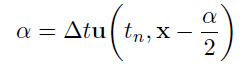 α = Δtu(tₙ, x − α/2)